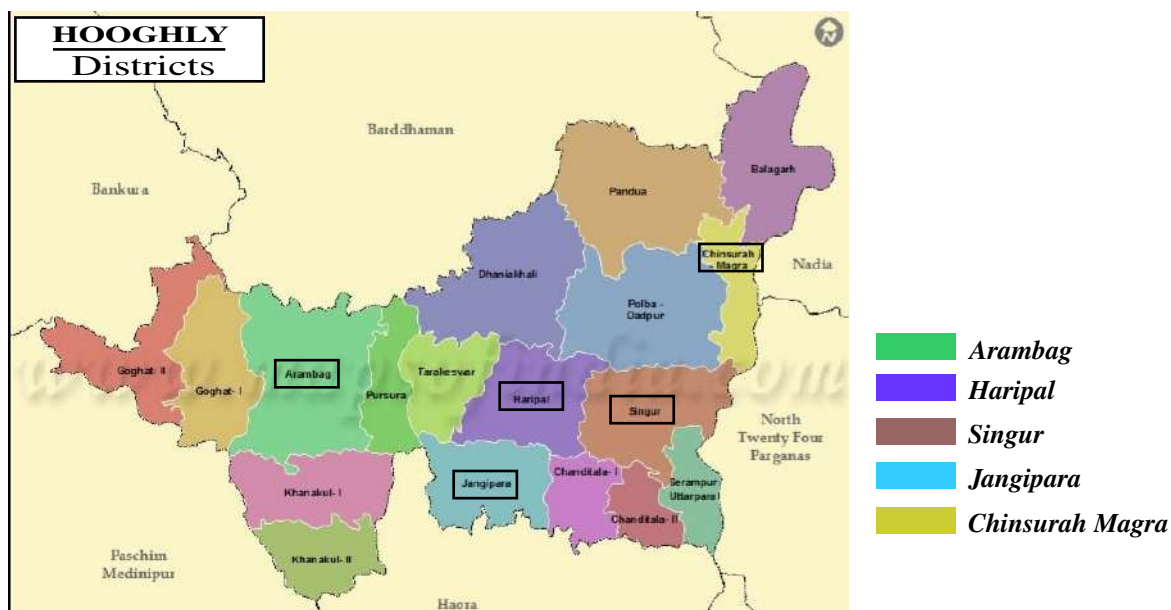 HOOGHLY
Districts
N
Barddhaman
Bankura
Balagarh
Pandua
Chinsurah
- Magra
Nadia
Dhaniakhali
Polba -
Dadpur
Goghat- II
Goghat- I
Arambag
Pursura
Tarakeswar
Haripal
Singur
North
Twenty Four
Parganas
Khanakul- I
Jangipara
Chanditala- I
Serampur
Uttarpara
Chanditala- II
Khanakul- II
Paschim
Medinipur
Haora
Arambag
Haripal
Singur
Jangipara
Chinsurah Magra